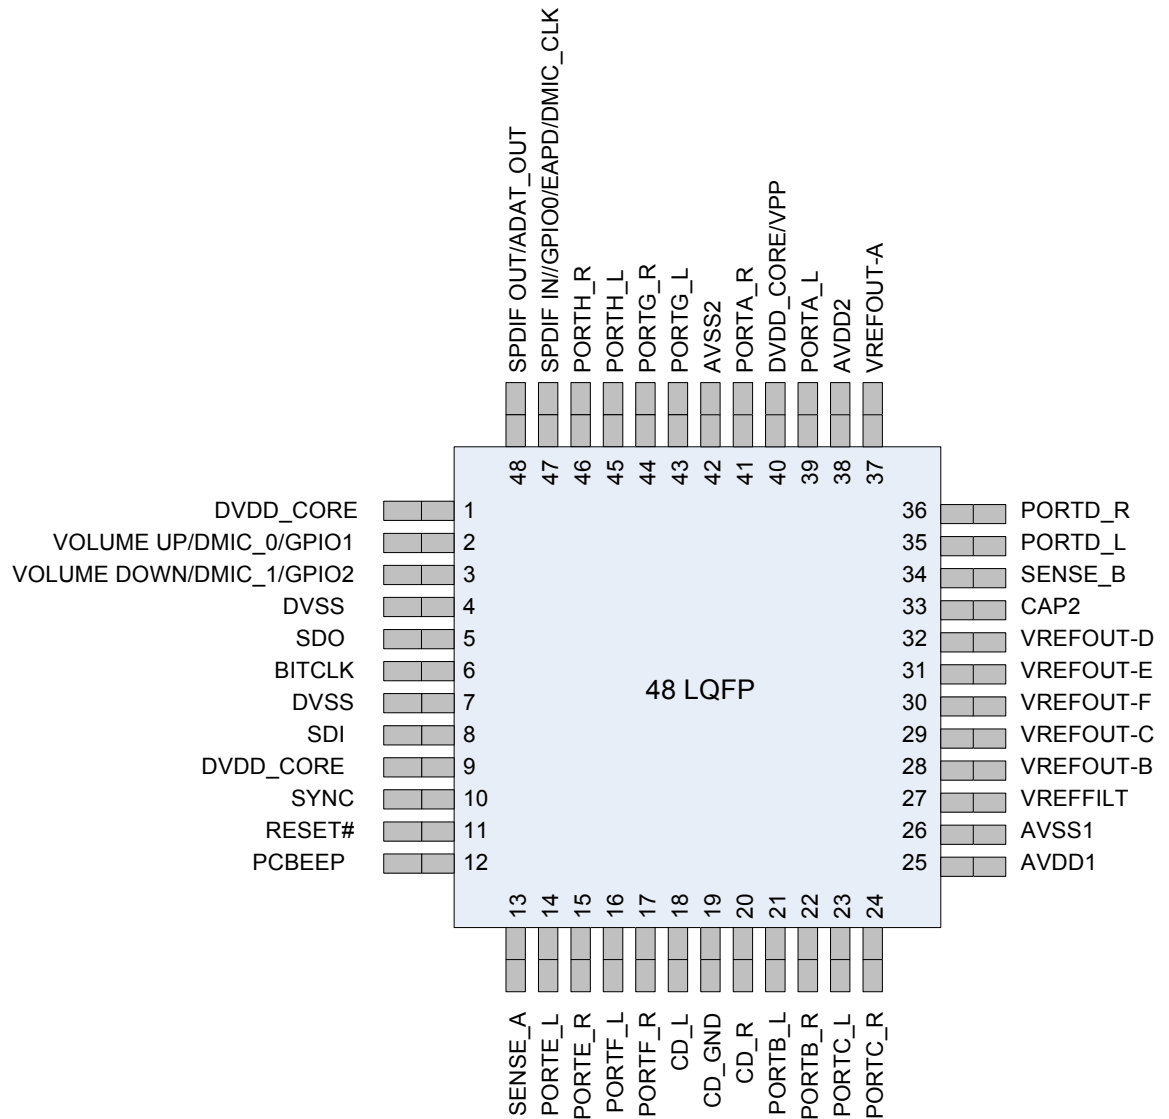 SPDIF OUT/ADAT_OUT
SPDIF IN//GPIO0/EAPD/DMIC_CLK
PORTH_R
PORTH_L
PORTG_R
PORTG_L
AVSS2
PORTA_R
DVDD_CORE/VPP
PORTA_L
AVDD2
VREFOUT-A
48
47
46
45
44
43
42
41
40
39
38
37
DVDD_CORE 1
VOLUME UP/DMIC_0/GPIO1 2
VOLUME DOWN/DMIC_1/GPIO2 3
DVSS 4
SDO 5
BITCLK 6
DVSS 7
SDI 8
DVDD_CORE 9
SYNC 10
RESET# 11
PCBEEP 12
48 LQFP
36 PORTD_R
35 PORTD_L
34 SENSE_B
33 CAP2
32 VREFOUT-D
31 VREFOUT-E
30 VREFOUT-F
29 VREFOUT-C
28 VREFOUT-B
27 VREFFILT
26 AVSS1
25 AVDD1
13
14
15
16
17
18
19
20
21
22
23
24
SENSE_A
PORTE_L
PORTE_R
PORTF_L
PORTF_R
CD_L
CD_GND
CD_R
PORTB_L
PORTB_R
PORTC_L
PORTC_R